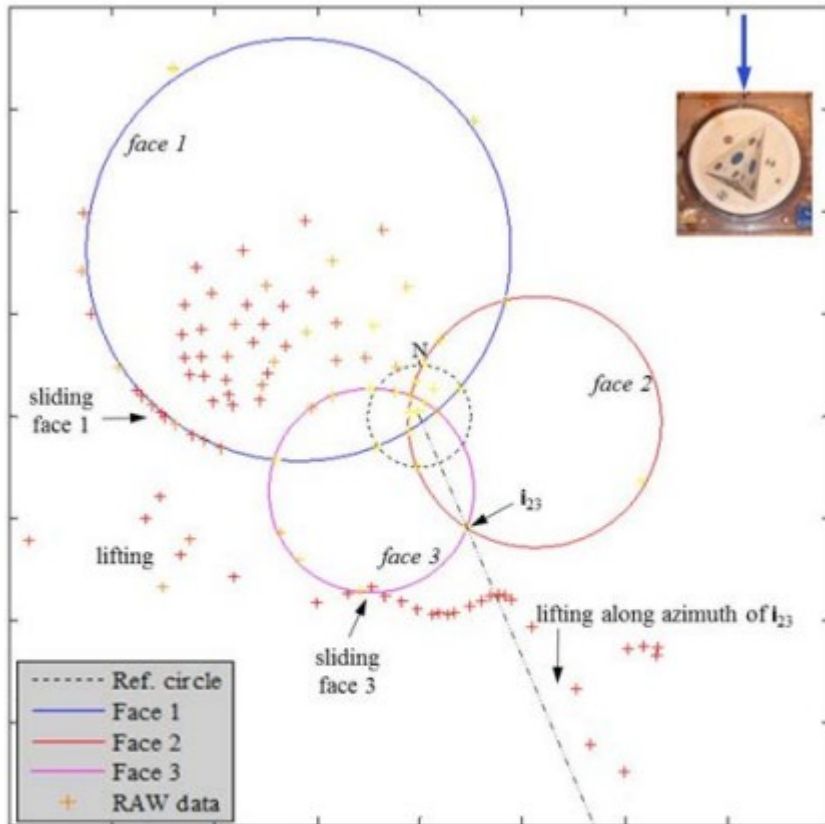 face 1
N
face 2
sliding
face 1
i23
lifting
face 3
lifting along azimuth of i23
sliding
face 3
Ref. circle
Face 1
Face 2
Face 3
RAW data